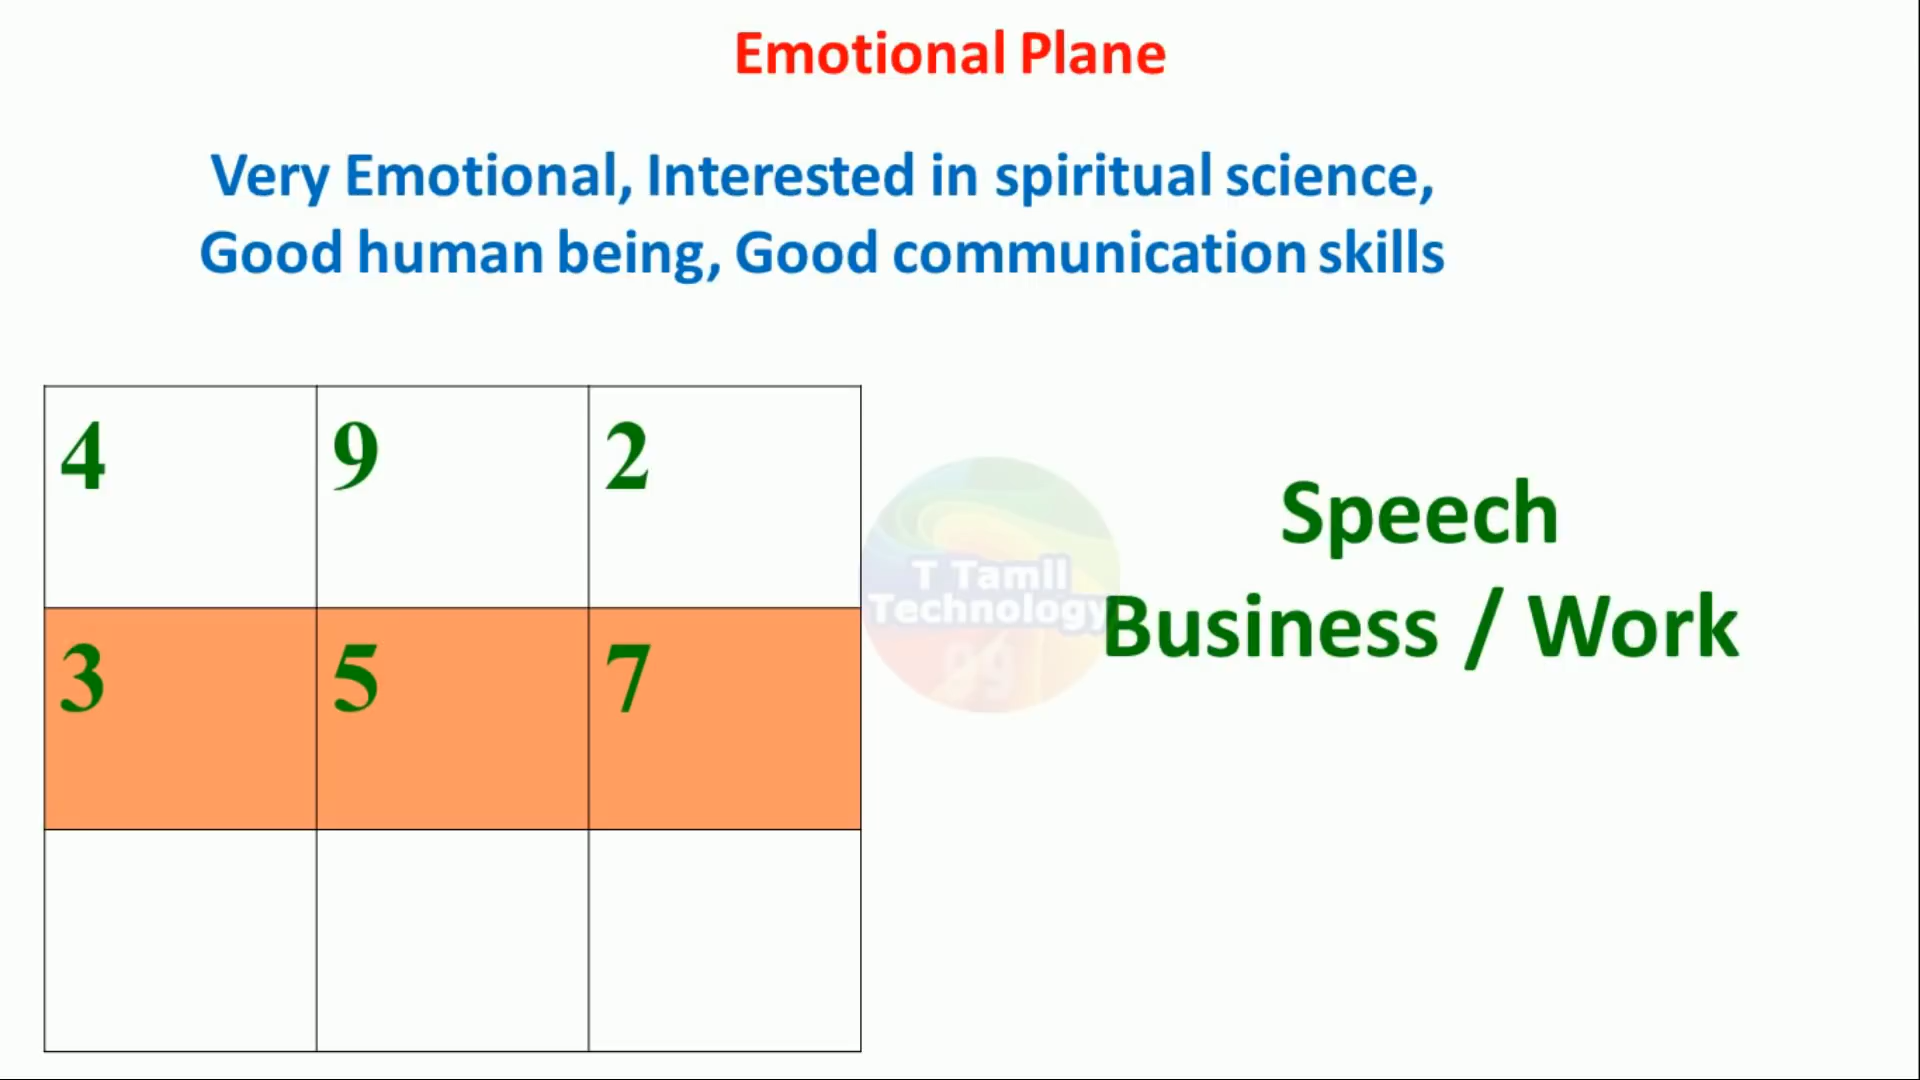 Emotional Plane
Very Emotional, Interested in spiritual science,
Good human being, Good communication skills
4 9 2
3 5 7
Speech
Business / Work
T Tamil
Technology
99